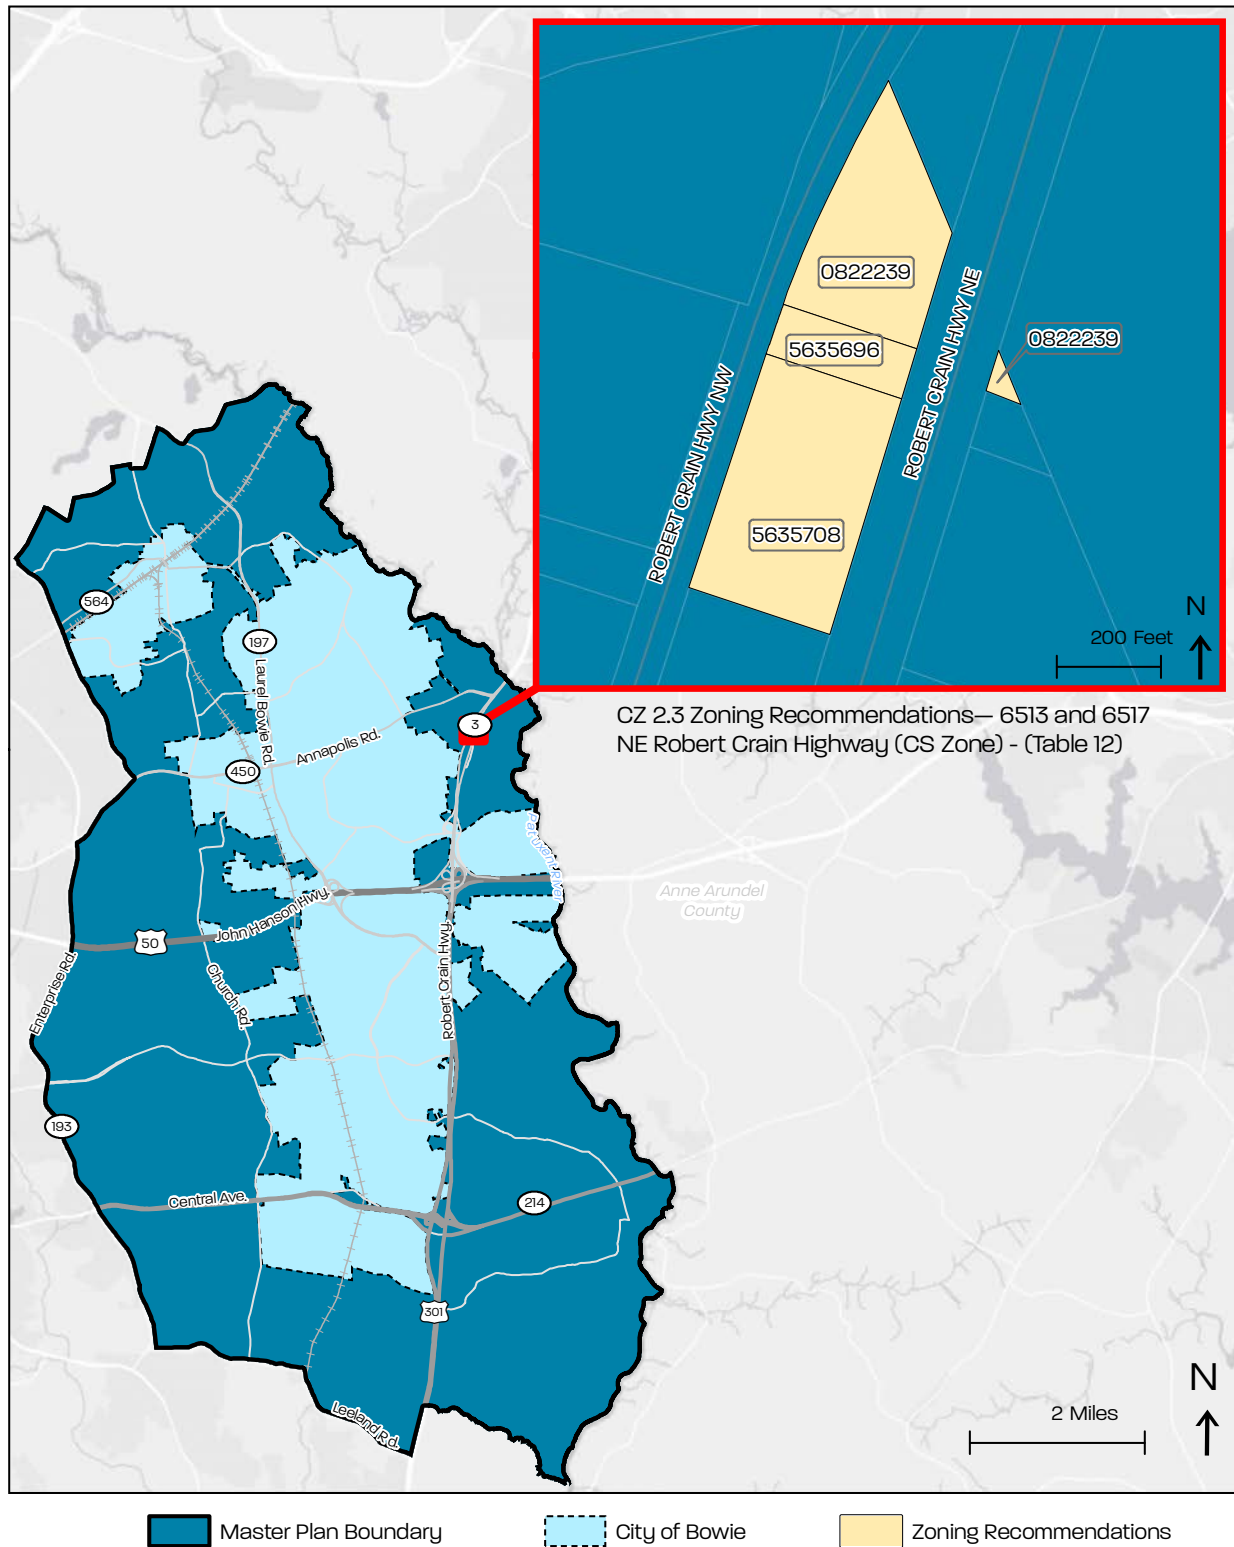 0822239
5635696
0822239
5635708
ROBERT CRAIN HWY NW
ROBERT CRAIN HWY NE
N
200 Feet
CZ 2.3 Zoning Recommendations— 6513 and 6517
NE Robert Crain Highway (CS Zone) - (Table 12)
564
197
Laurel Bowie Rd.
3
Annapolis Rd.
450
Patuxent River
Anne Arundel
County
John Hanson Hwy.
50
Enterprise Rd.
Church Rd.
Robert Crain Hwy.
193
Central Ave.
214
301
Leeland Rd.
N
2 Miles
Master Plan Boundary
City of Bowie
Zoning Recommendations